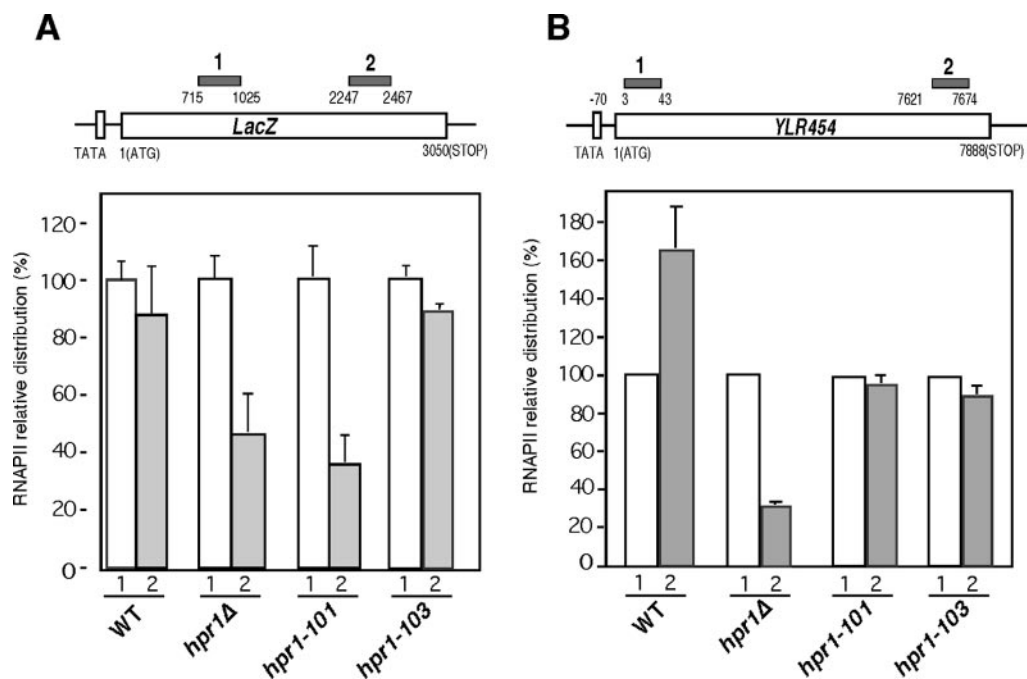 A
1 2
715 1025 2247 2467
LacZ
TATA 1(ATG) 3050(STOP)
RNAPII relative distribution (%)
120
100
80
60
40
20
0
1 2 1 2 1 2 1 2
WT hpr1Δ hpr1-101 hpr1-103
B
1 2
-70 3 43 7621 7674
YLR454
TATA 1(ATG) 7888(STOP)
RNAPII relative distribution (%)
180
160
140
120
100
80
60
40
20
0
1 2 1 2 1 2 1 2
WT hpr1Δ hpr1-101 hpr1-103